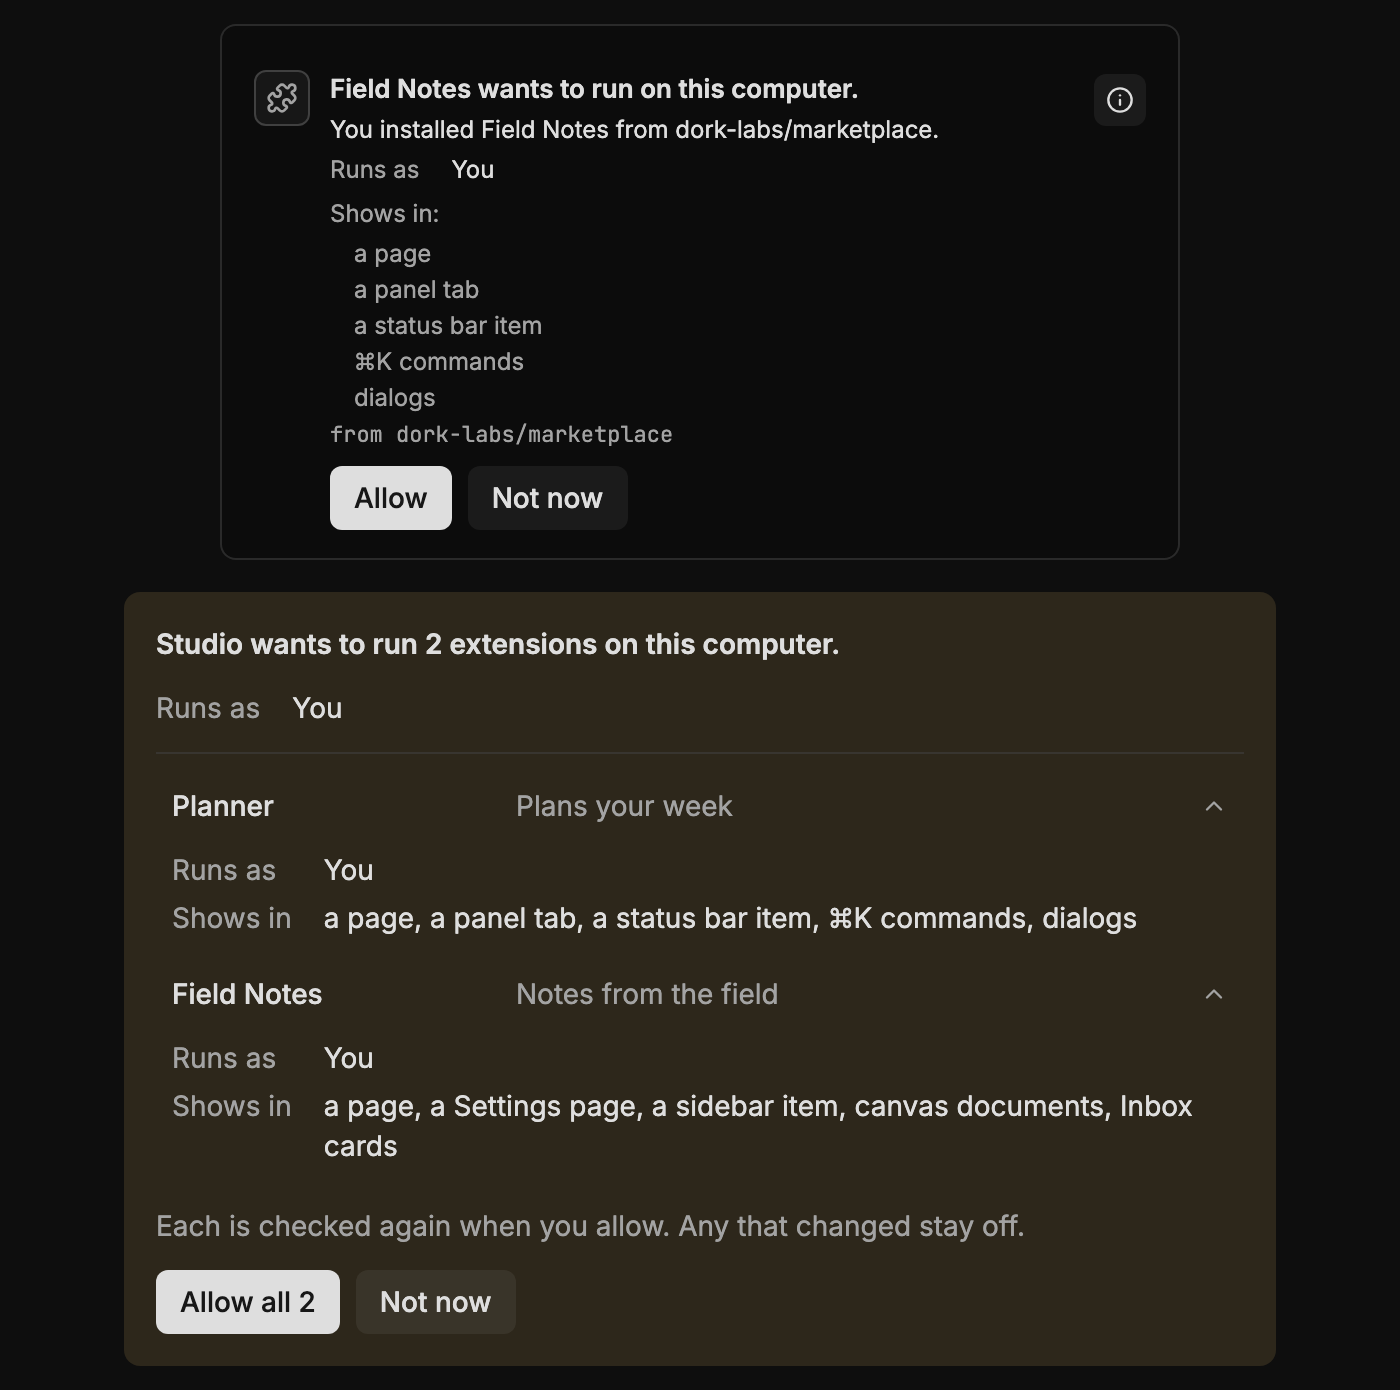 Field Notes wants to run on this computer.
You installed Field Notes from dork-labs/marketplace.
Runs as You
Shows in:
a page
a panel tab
a status bar item
⌘K commands
dialogs
from dork-labs/marketplace
Allow Not now
Studio wants to run 2 extensions on this computer.
Runs as You
Planner Plans your week
Runs as You
Shows in a page, a panel tab, a status bar item, ⌘K commands, dialogs
Field Notes Notes from the field
Runs as You
Shows in a page, a Settings page, a sidebar item, canvas documents, Inbox
cards
Each is checked again when you allow. Any that changed stay off.
Allow all 2 Not now